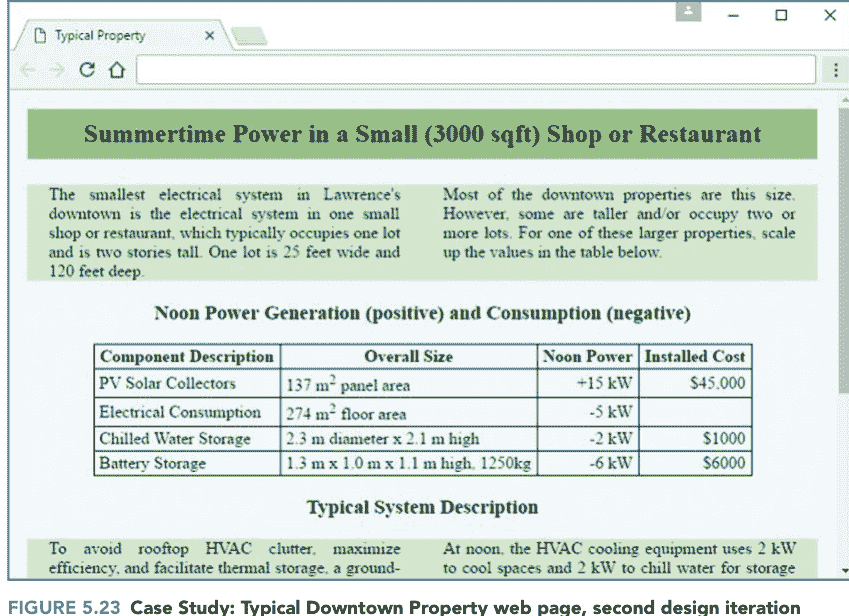 Typical Property
Summertime Power in a Small (3000 sqft) Shop or Restaurant
The smallest electrical system in Lawrence's
downtown is the electrical system in one small
shop or restaurant, which typically occupies one lot
and is two stories tall. One lot is 25 feet wide and
120 feet deep.
Most of the downtown properties are this size.
However, some are taller and/or occupy two or
more lots. For one of these larger properties, scale
up the values in the table below.
Noon Power Generation (positive) and Consumption (negative)
Component Description Overall Size Noon Power Installed Cost
PV Solar Collectors 137 m² panel area +15 kW $45,000
Electrical Consumption 274 m² floor area -5 kW
Chilled Water Storage 2.3 m diameter x 2.1 m high -2 kW $1000
Battery Storage 1.3 m x 1.0 m x 1.1 m high, 1250kg -6 kW $6000
Typical System Description
To avoid rooftop HVAC clutter, maximize
efficiency, and facilitate thermal storage, a ground-
At noon, the HVAC cooling equipment uses 2 kW
to cool spaces and 2 kW to chill water for storage
FIGURE 5.23 Case Study: Typical Downtown Property web page, second design iteration